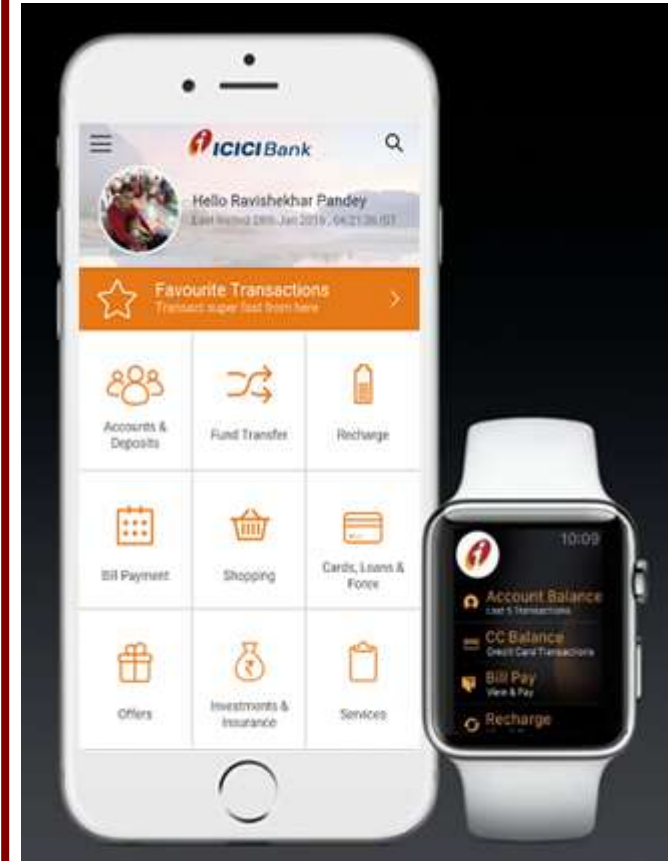 ICICI Bank
Hello Ravishekhar Pandey
Favourite Transactions
Transact super fast from here
Accounts &
Deposits
Fund Transfer
Recharge
Bill Payment
Shopping
Cards, Loans &
Forex
Offers
Investments &
Insurance
Services
10:09
Account Balance
Last 5 Transactions
CC Balance
Credit Card Transactions
Bill Pay
View & Pay
Recharge